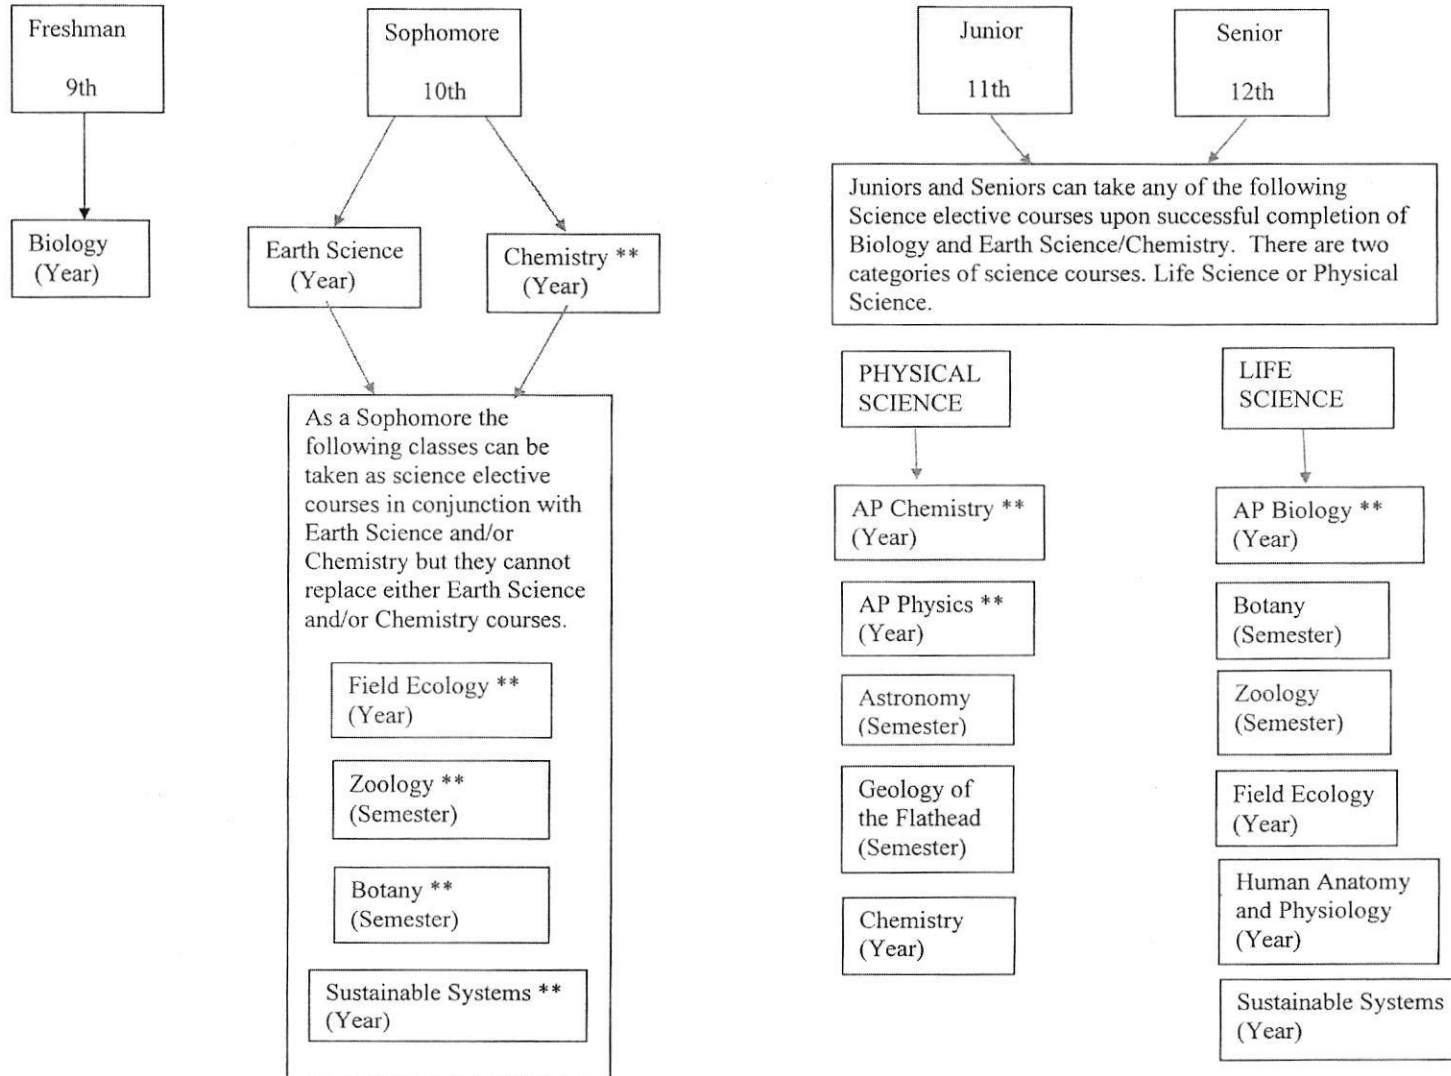 Freshman
9th
Biology
(Year)
Sophomore
10th
Earth Science
(Year)
Chemistry **
(Year)
As a Sophomore the
following classes can be
taken as science elective
courses in conjunction with
Earth Science and/or
Chemistry but they cannot
replace either Earth Science
and/or Chemistry courses.
Field Ecology **
(Year)
Zoology **
(Semester)
Botany **
(Semester)
Sustainable Systems **
(Year)
Junior
11th
Senior
12th
Juniors and Seniors can take any of the following
Science elective courses upon successful completion of
Biology and Earth Science/Chemistry. There are two
categories of science courses. Life Science or Physical
Science.
PHYSICAL
SCIENCE
AP Chemistry **
(Year)
AP Physics **
(Year)
Astronomy
(Semester)
Geology of
the Flathead
(Semester)
Chemistry
(Year)
LIFE
SCIENCE
AP Biology **
(Year)
Botany
(Semester)
Zoology
(Semester)
Field Ecology
(Year)
Human Anatomy
and Physiology
(Year)
Sustainable Systems
(Year)